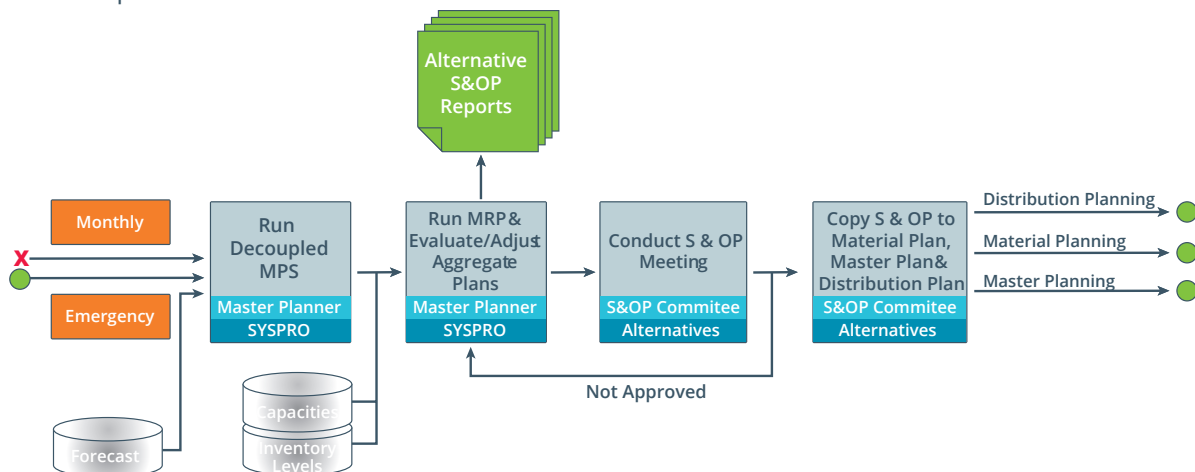 Alternative
S&OP
Reports
Monthly
X
Emergency
Forecast
Run
Decoupled
MPS
Master Planner
SYSPRO
Capacities
Inventory
Levels
Run MRP &
Evaluate/Adjust
Aggregate
Plans
Master Planner
SYSPRO
Conduct S & OP
Meeting
S&OP Commitee
Alternatives
Not Approved
Copy S & OP to
Material Plan,
Master Plan&
Distribution Plan
S&OP Commitee
Alternatives
Distribution Planning
Material Planning
Master Planning